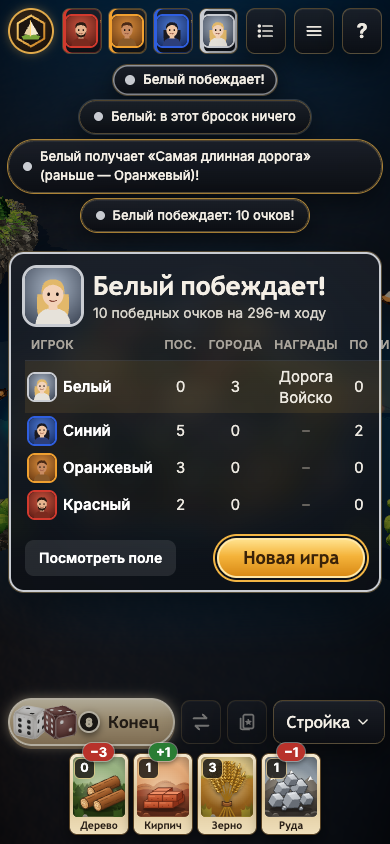 ?
Белый побеждает!
Белый: в этот бросок ничего
Белый получает «Самая длинная дорога»
(раньше — Оранжевый)!
Белый побеждает: 10 очков!
Белый побеждает!
10 победных очков на 296-м ходу
ИГРОК ПОС. ГОРОДА НАГРАДЫ ПО И
Белый 0 3 Дорога Войско 0
Синий 5 0 – 2
Оранжевый 3 0 – 0
Красный 2 0 – 0
Посмотреть поле Новая игра
8 Конец Стройка
−3 +1 −1
0 1 3 1
Дерево Кирпич Зерно Руда